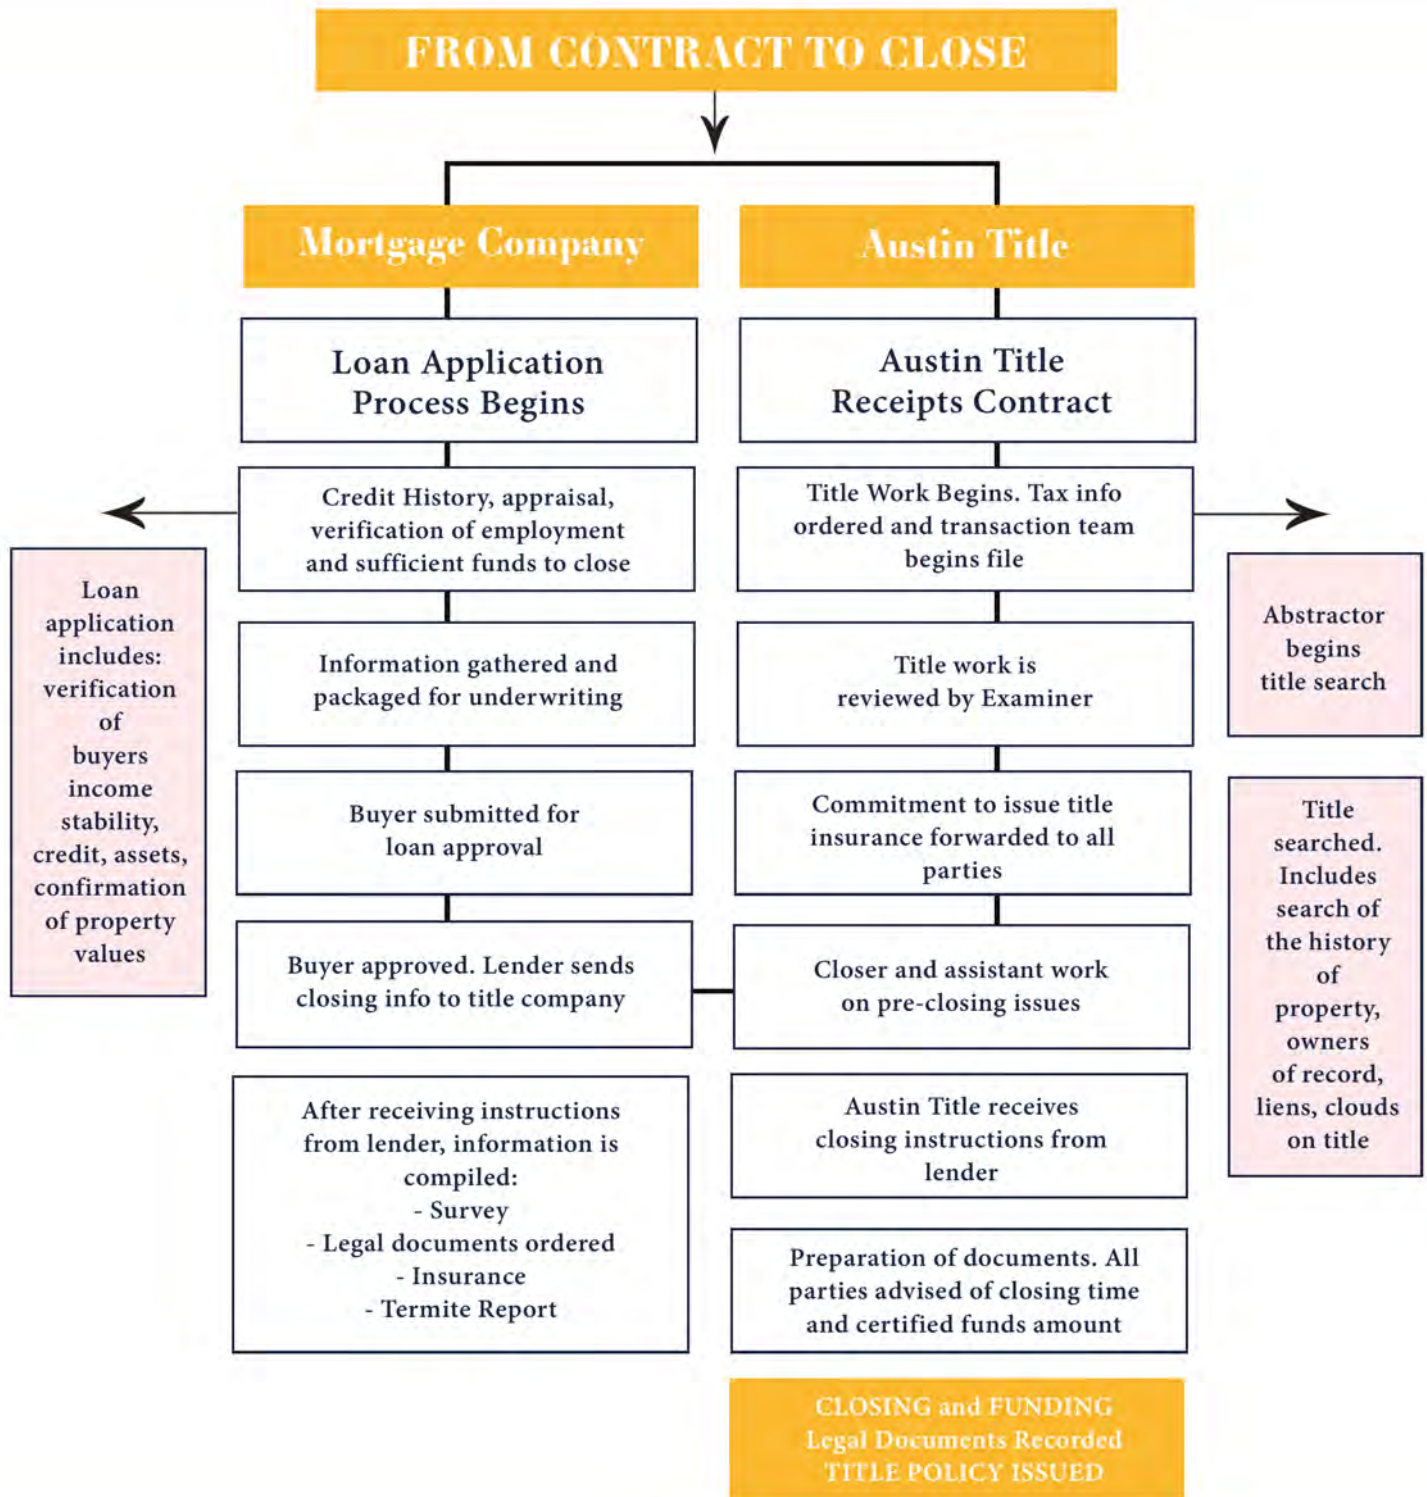 FROM CONTRACT TO CLOSE
Mortgage Company
Austin Title
Loan Application
Process Begins
Austin Title
Receipts Contract
Credit History, appraisal,
verification of employment
and sufficient funds to close
Title Work Begins. Tax info
ordered and transaction team
begins file
Loan
application
includes:
verification
of
buyers
income
stability,
credit, assets,
confirmation
of property
values
Abstractor
begins
title search
Information gathered and
packaged for underwriting
Title work is
reviewed by Examiner
Buyer submitted for
loan approval
Commitment to issue title
insurance forwarded to all
parties
Title
searched.
Includes
search of
the history
of
property,
owners
of record,
liens, clouds
on title
Buyer approved. Lender sends
closing info to title company
Closer and assistant work
on pre-closing issues
After receiving instructions
from lender, information is
compiled:
- Survey
- Legal documents ordered
- Insurance
- Termite Report
Austin Title receives
closing instructions from
lender
Preparation of documents. All
parties advised of closing time
and certified funds amount
CLOSING and FUNDING
Legal Documents Recorded
TITLE POLICY ISSUED